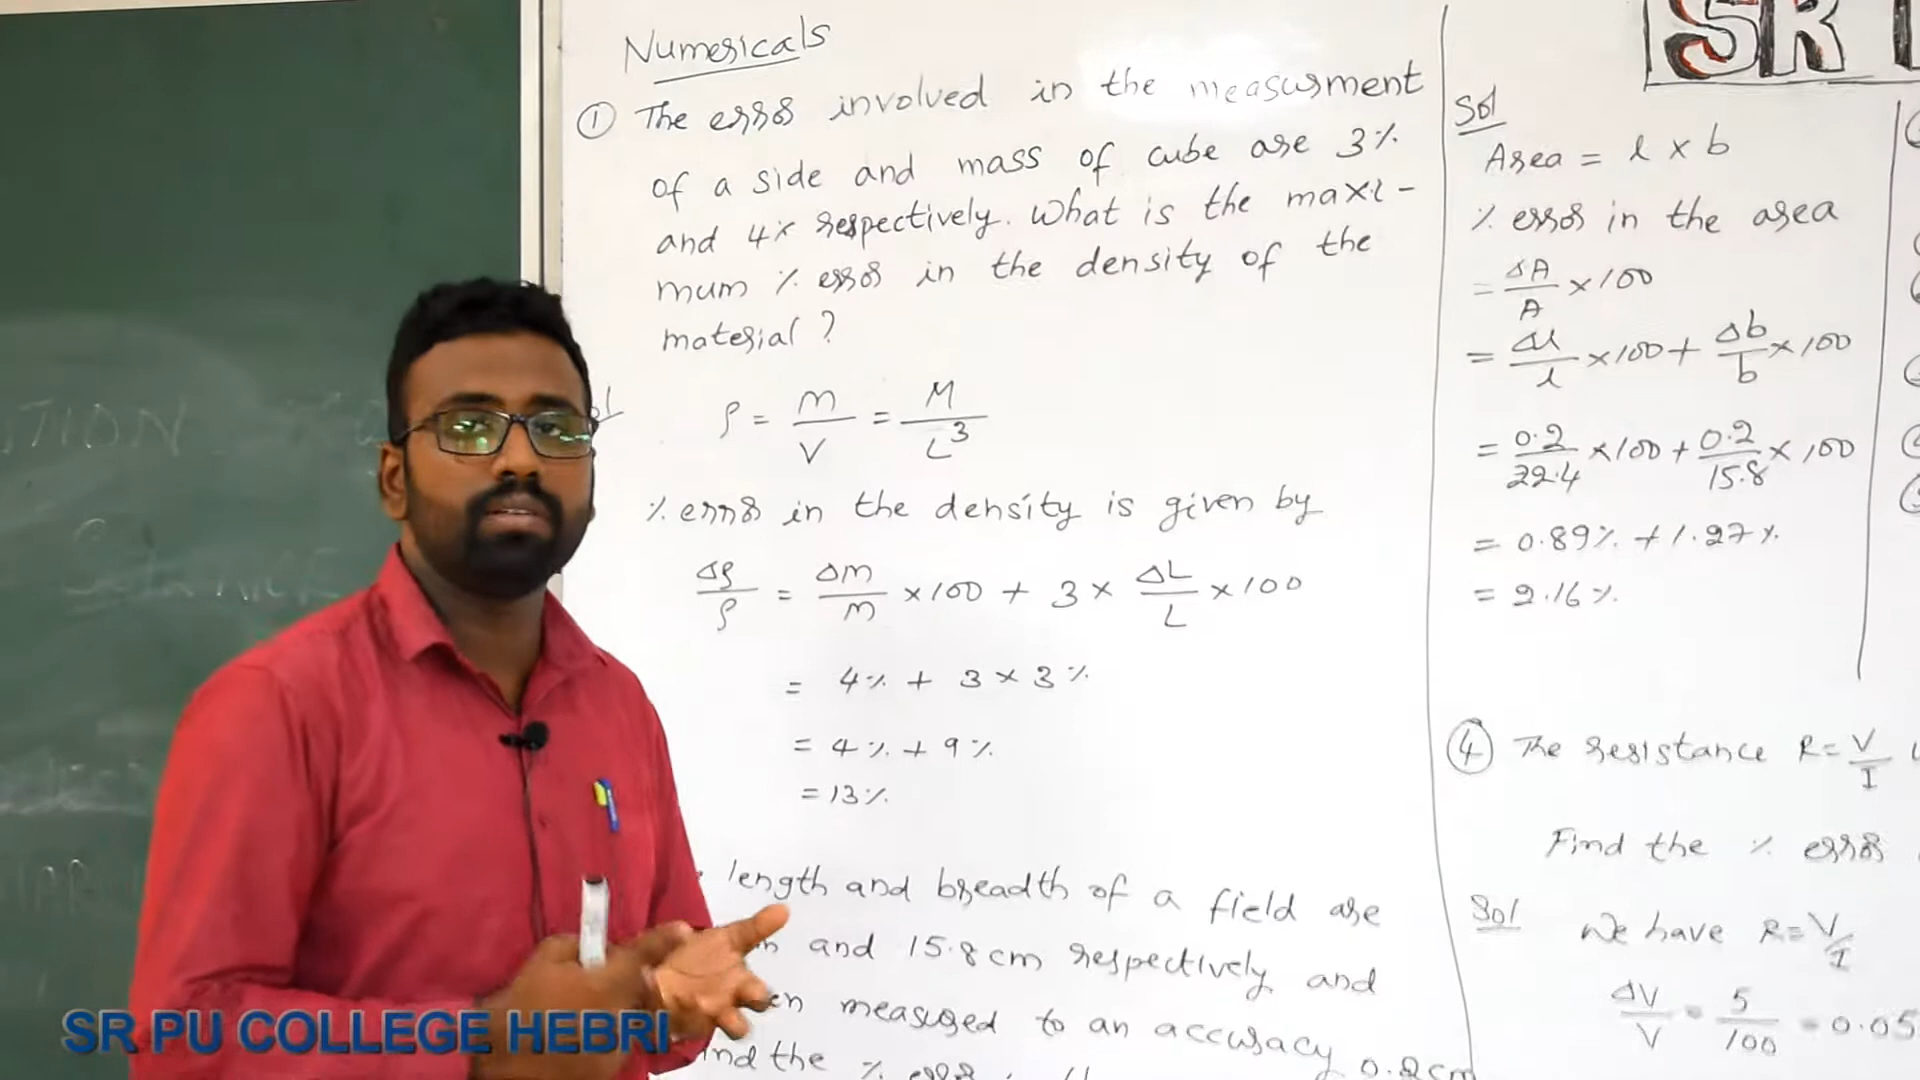 Numericals
① The error involved in the measurment
of a side and mass of cube are 3%
and 4% respectively. What is the maxi-
mum % error in the density of the
material ?
ρ = m/V = M/L³
% error in the density is given by
Δρ/ρ = Δm/m × 100 + 3 × ΔL/L × 100
= 4% + 3 × 3%
= 4% + 9%
= 13%
length and breadth of a field are
and 15.8 cm respectively and
measured to an accuracy 0.2 cm
the % error
SR
Sol
Area = l × b
% error in the area
= ΔA/A × 100
= Δl/l × 100 + Δb/b × 100
= 0.2/22.4 × 100 + 0.2/15.8 × 100
= 0.89% + 1.27%
= 2.16%
④ The resistance R = V/I
Find the % error
Sol We have R = V/I
ΔV/V = 5/100 = 0.05
SR PU COLLEGE HEBRI